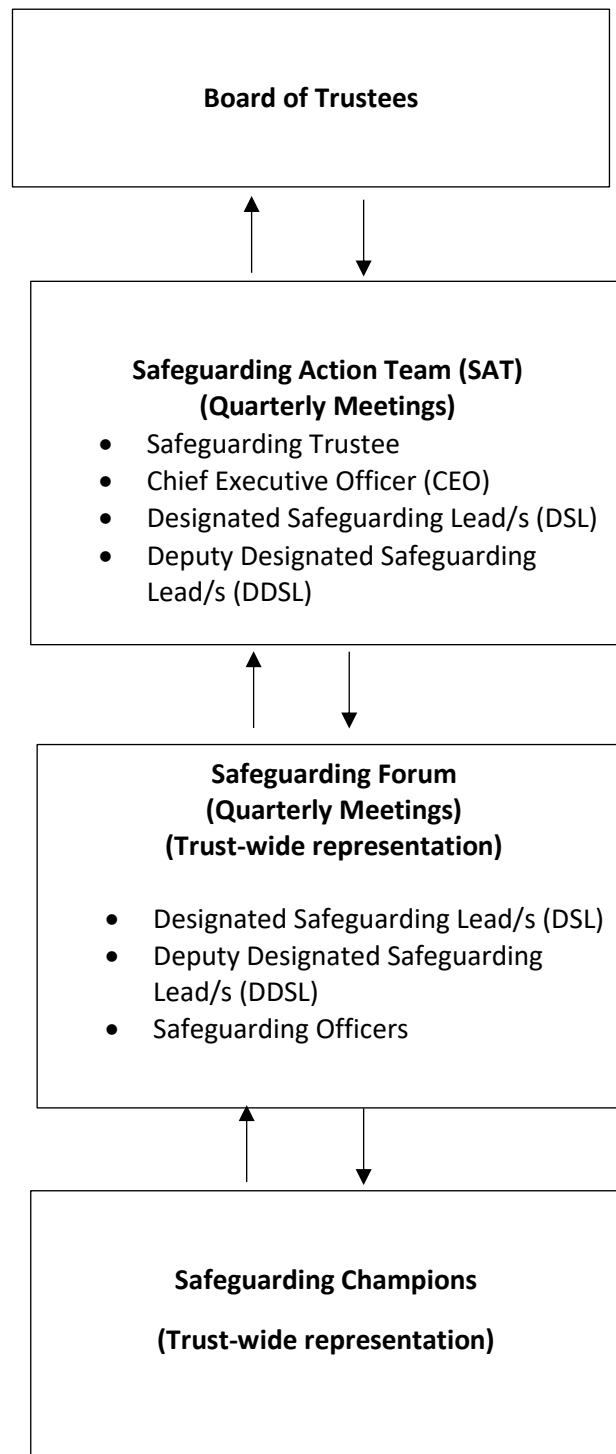 Board of Trustees
Safeguarding Action Team (SAT)
(Quarterly Meetings)
• Safeguarding Trustee
• Chief Executive Officer (CEO)
• Designated Safeguarding Lead/s (DSL)
• Deputy Designated Safeguarding
Lead/s (DDSL)
Safeguarding Forum
(Quarterly Meetings)
(Trust-wide representation)
• Designated Safeguarding Lead/s (DSL)
• Deputy Designated Safeguarding
Lead/s (DDSL)
• Safeguarding Officers
Safeguarding Champions
(Trust-wide representation)